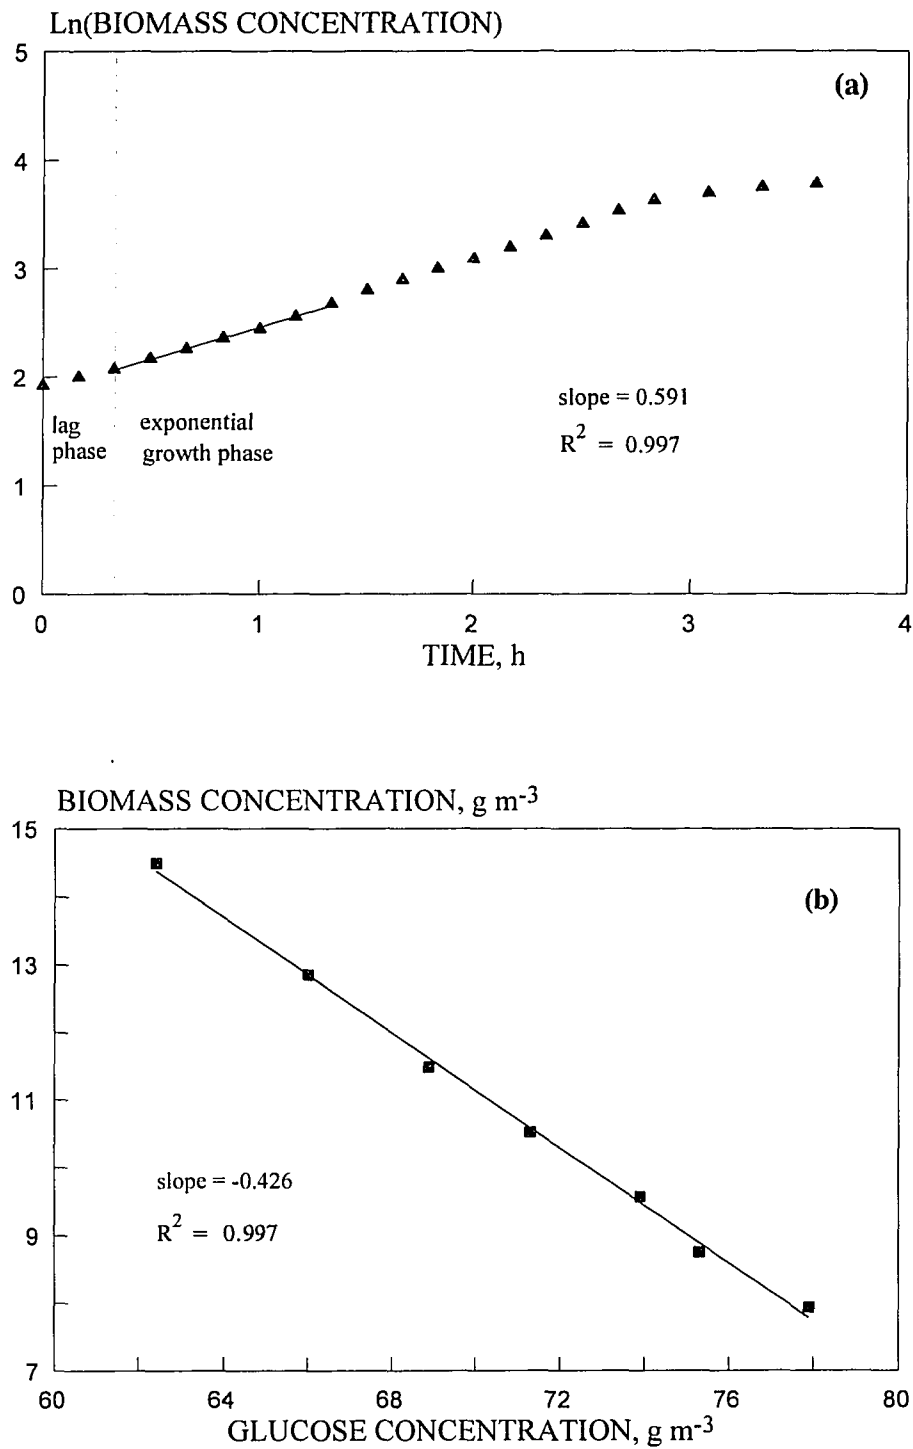 Ln(BIOMASS CONCENTRATION)
5
(a)
4
3
2
slope = 0.591
lag
exponential
phase
growth phase
R² = 0.997
1
0
0 1 2 3 4
TIME, h
BIOMASS CONCENTRATION, g m-3
15
(b)
13
11
slope = -0.426
R² = 0.997
9
7
60 64 68 72 76 80
GLUCOSE CONCENTRATION, g m-3